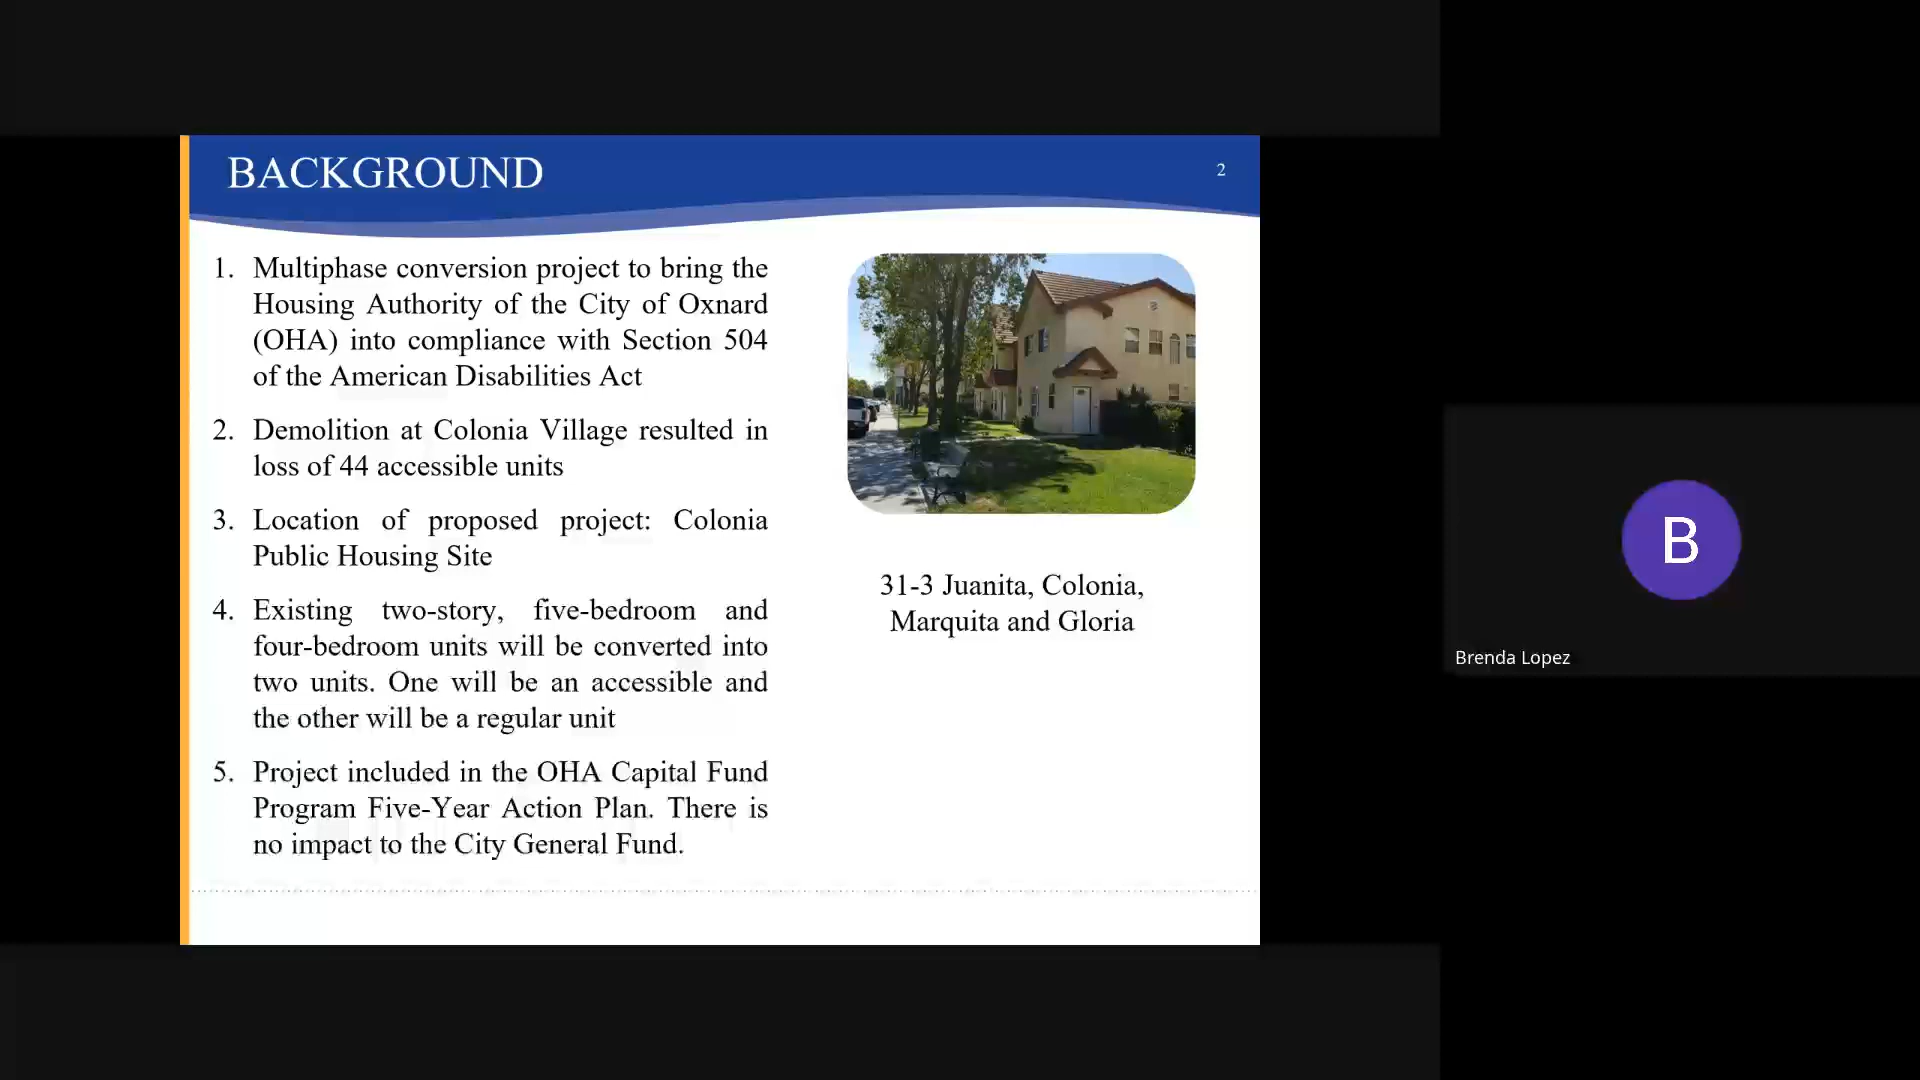 BACKGROUND
2
1. Multiphase conversion project to bring the
Housing Authority of the City of Oxnard
(OHA) into compliance with Section 504
of the American Disabilities Act
2. Demolition at Colonia Village resulted in
loss of 44 accessible units
3. Location of proposed project: Colonia
Public Housing Site
4. Existing two-story, five-bedroom and
four-bedroom units will be converted into
two units. One will be an accessible and
the other will be a regular unit
5. Project included in the OHA Capital Fund
Program Five-Year Action Plan. There is
no impact to the City General Fund.
31-3 Juanita, Colonia,
Marquita and Gloria
B
Brenda Lopez